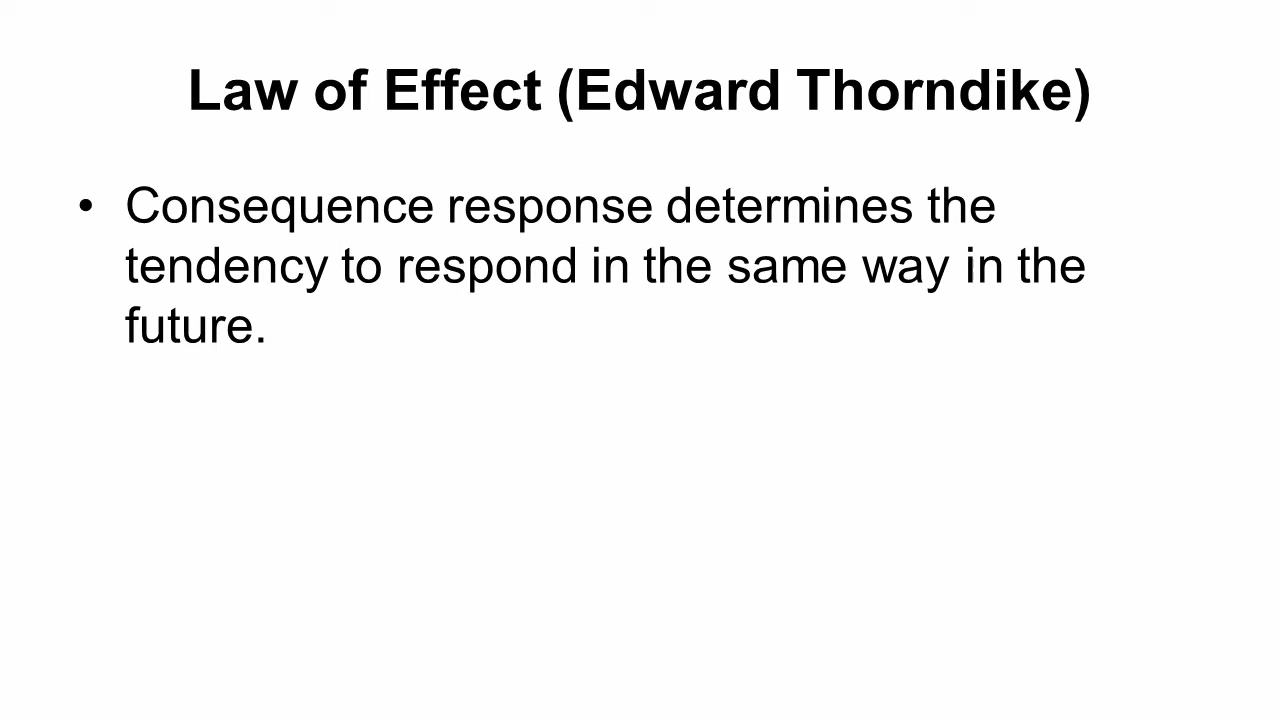 Law of Effect (Edward Thorndike)
• Consequence response determines the
tendency to respond in the same way in the
future.